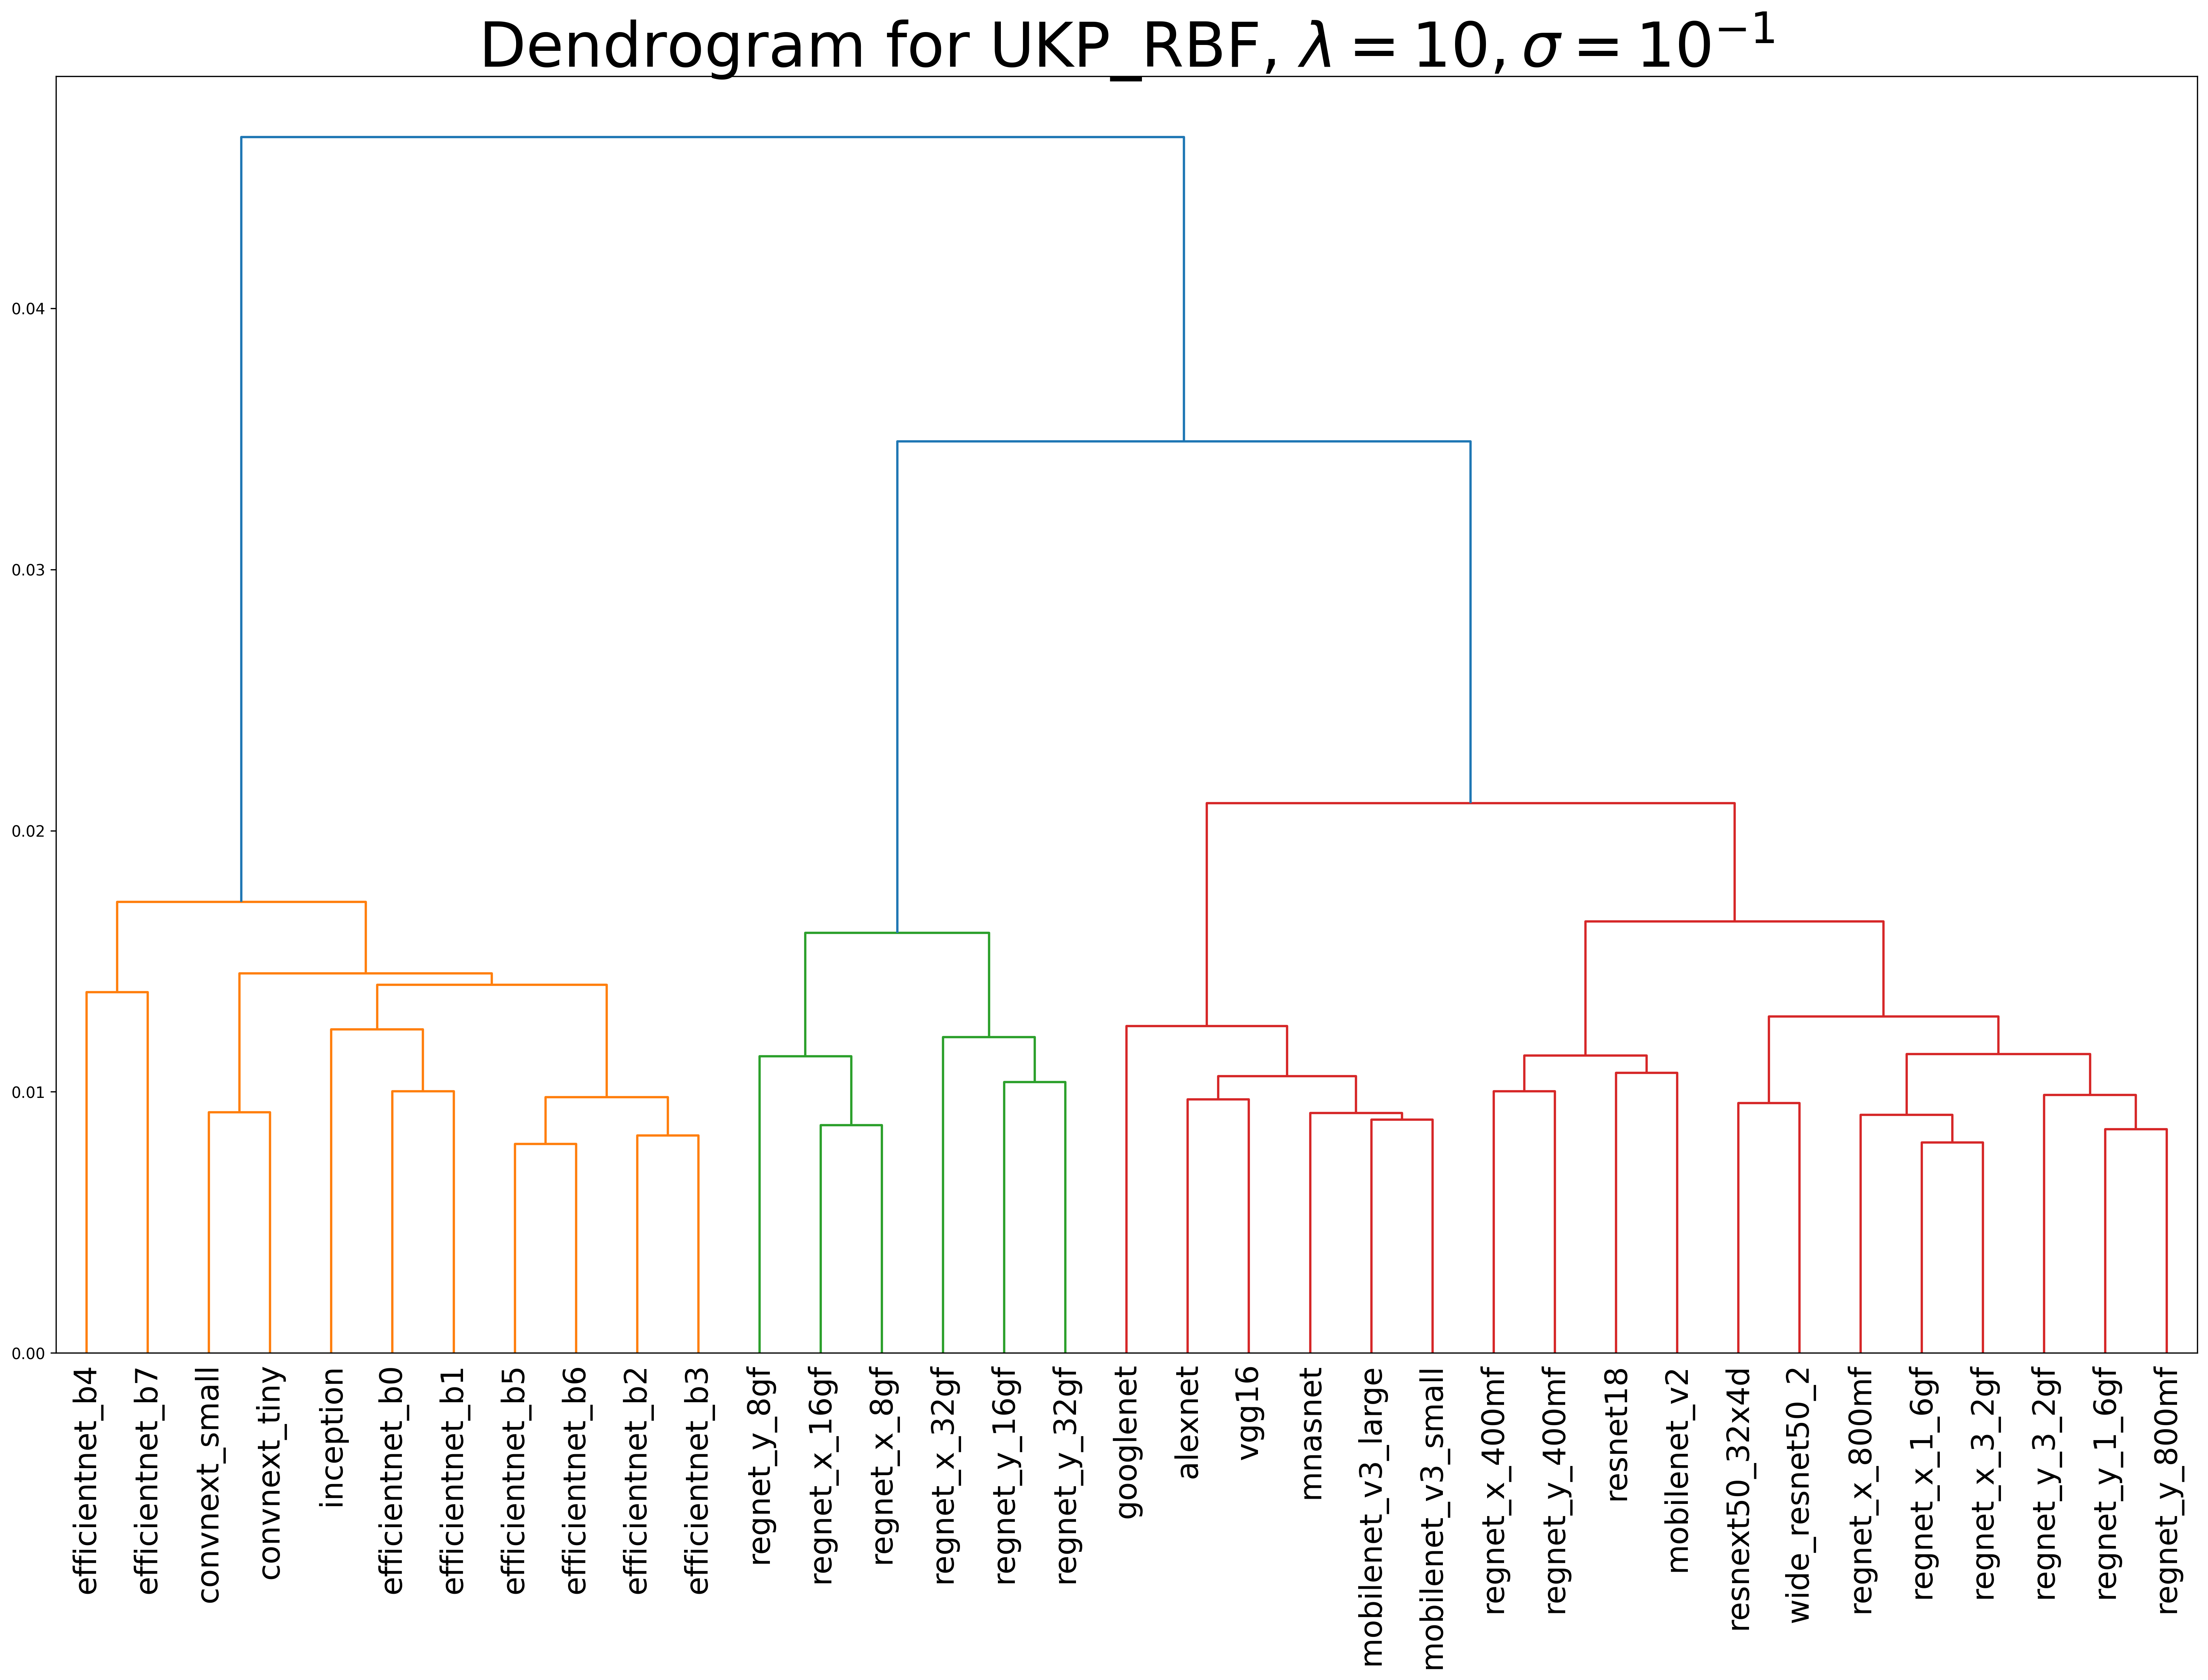 Dendrogram for UKP_RBF, λ = 10, σ = 10⁻¹
0.04
0.03
0.02
0.01
0.00
efficientnet_b4
efficientnet_b7
convnext_small
convnext_tiny
inception
efficientnet_b0
efficientnet_b1
efficientnet_b5
efficientnet_b6
efficientnet_b2
efficientnet_b3
regnet_y_8gf
regnet_x_16gf
regnet_x_8gf
regnet_x_32gf
regnet_y_16gf
regnet_y_32gf
googlenet
alexnet
vgg16
mnasnet
mobilenet_v3_large
mobilenet_v3_small
regnet_x_400mf
regnet_y_400mf
resnet18
mobilenet_v2
resnext50_32x4d
wide_resnet50_2
regnet_x_800mf
regnet_x_1_6gf
regnet_x_3_2gf
regnet_y_3_2gf
regnet_y_1_6gf
regnet_y_800mf